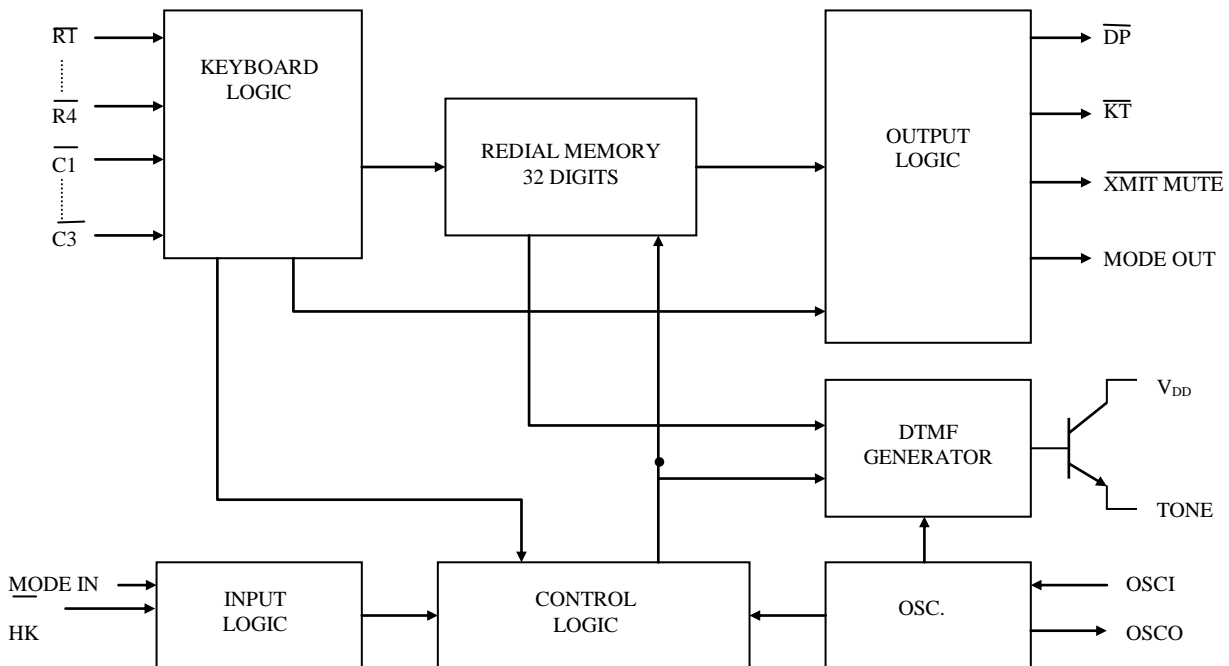 R1
R4
C1
C3
KEYBOARD
LOGIC
REDIAL MEMORY
32 DIGITS
OUTPUT
LOGIC
DP
KT
XMIT MUTE
MODE OUT
DTMF
GENERATOR
VDD
TONE
MODE IN
HK
INPUT
LOGIC
CONTROL
LOGIC
OSC.
OSCI
OSCO